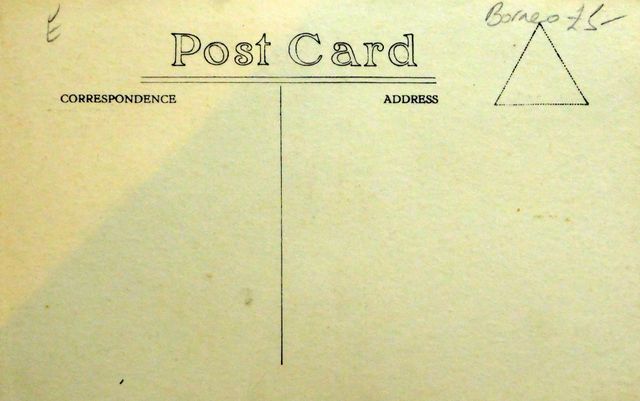 E
Borneo £5-
Post Card
CORRESPONDENCE
ADDRESS